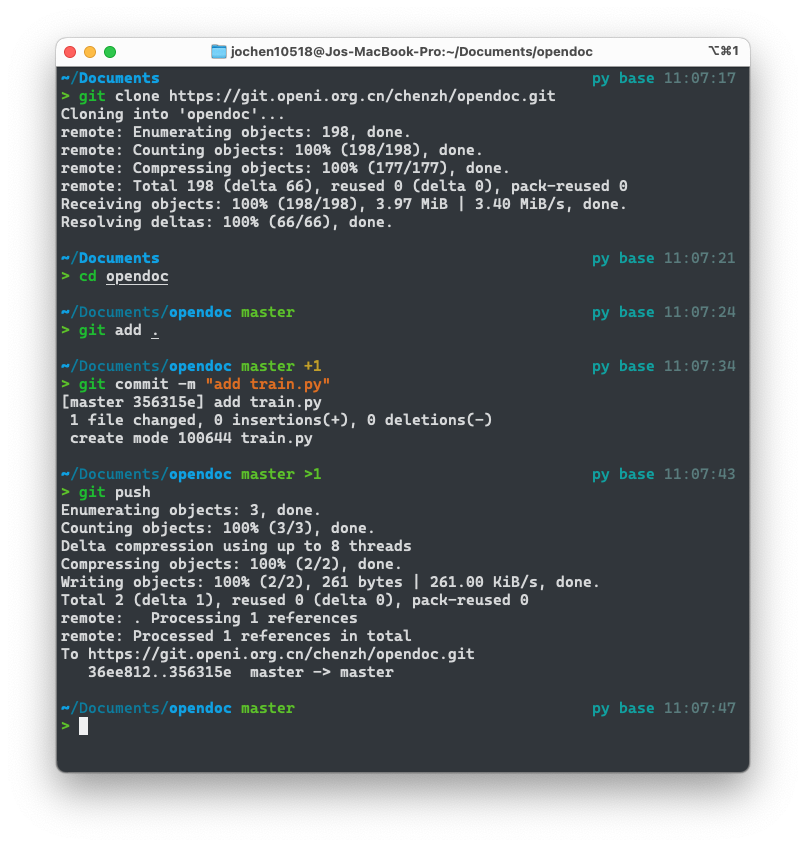 jochen10518@Jos-MacBook-Pro:~/Documents/opendoc ⌥⌘1
~/Documents py base 11:07:17
> git clone https://git.openi.org.cn/chenzh/opendoc.git
Cloning into 'opendoc'...
remote: Enumerating objects: 198, done.
remote: Counting objects: 100% (198/198), done.
remote: Compressing objects: 100% (177/177), done.
remote: Total 198 (delta 66), reused 0 (delta 0), pack-reused 0
Receiving objects: 100% (198/198), 3.97 MiB | 3.40 MiB/s, done.
Resolving deltas: 100% (66/66), done.
~/Documents py base 11:07:21
> cd opendoc
~/Documents/opendoc master py base 11:07:24
> git add .
~/Documents/opendoc master +1 py base 11:07:34
> git commit -m "add train.py"
[master 356315e] add train.py
1 file changed, 0 insertions(+), 0 deletions(-)
create mode 100644 train.py
~/Documents/opendoc master >1 py base 11:07:43
> git push
Enumerating objects: 3, done.
Counting objects: 100% (3/3), done.
Delta compression using up to 8 threads
Compressing objects: 100% (2/2), done.
Writing objects: 100% (2/2), 261 bytes | 261.00 KiB/s, done.
Total 2 (delta 1), reused 0 (delta 0), pack-reused 0
remote: . Processing 1 references
remote: Processed 1 references in total
To https://git.openi.org.cn/chenzh/opendoc.git
36ee812..356315e master -> master
~/Documents/opendoc master py base 11:07:47
>